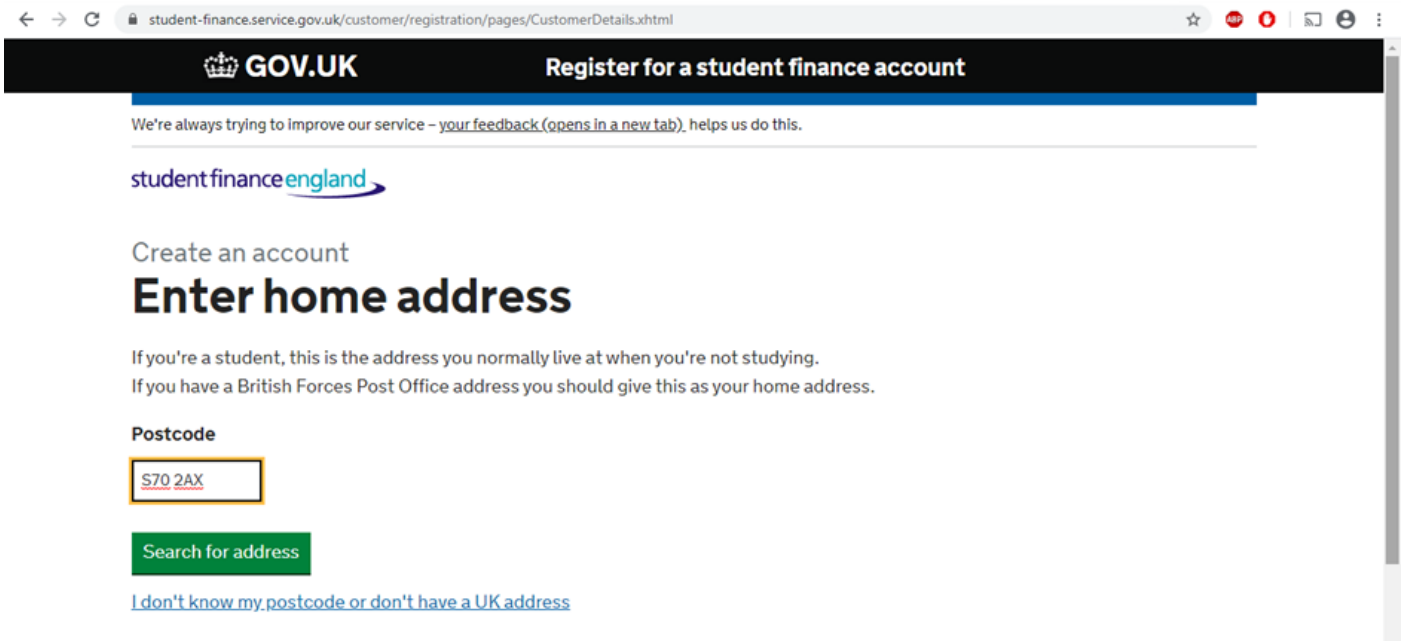 student-finance.service.gov.uk/customer/registration/pages/CustomerDetails.xhtml
ABP
GOV.UK Register for a student finance account
We're always trying to improve our service – your feedback (opens in a new tab) helps us do this.
student finance england
Create an account
Enter home address
If you're a student, this is the address you normally live at when you're not studying.
If you have a British Forces Post Office address you should give this as your home address.
Postcode
S70 2AX
Search for address
I don't know my postcode or don't have a UK address